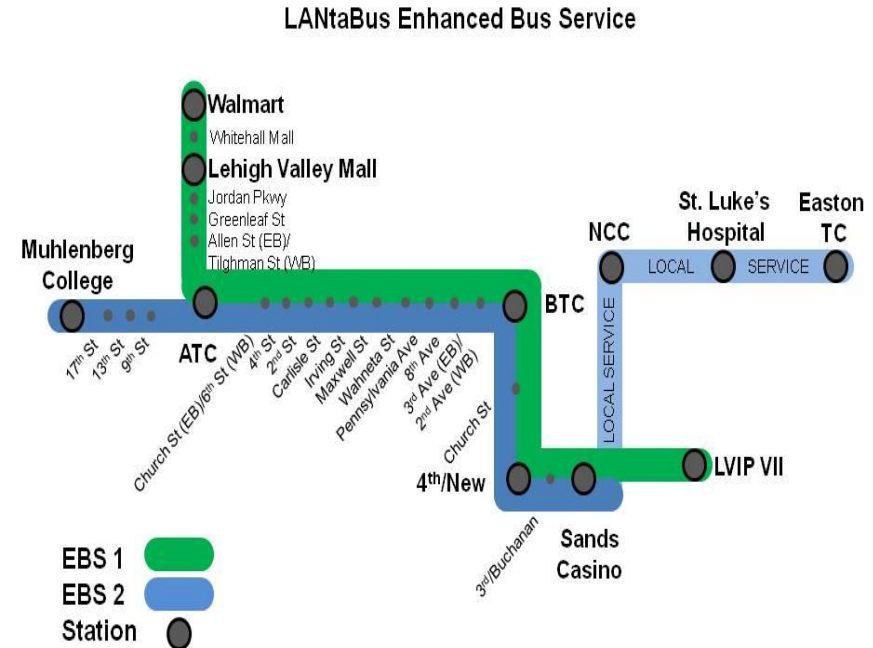 LANtaBus Enhanced Bus Service
Walmart
Whitehall Mall
Lehigh Valley Mall
Jordan Pkwy
Greenleaf St
Allen St (EB)/
Tilghman St (WB)
Muhlenberg
College
17th St
13th St
9th St
ATC
Church St (EB)/6th St (WB)
4th St
2nd St
Carlisle St
Irving St
Maxwell St
Wahneta St
Pennsylvania Ave
8th Ave
3rd Ave (EB)/
2nd Ave (WB)
BTC
Church St
4th/New
3rd/Buchanan
Sands
Casino
LVIP VII
LOCAL SERVICE
NCC
LOCAL
St. Luke's
Hospital
SERVICE
Easton
TC
EBS 1
EBS 2
Station